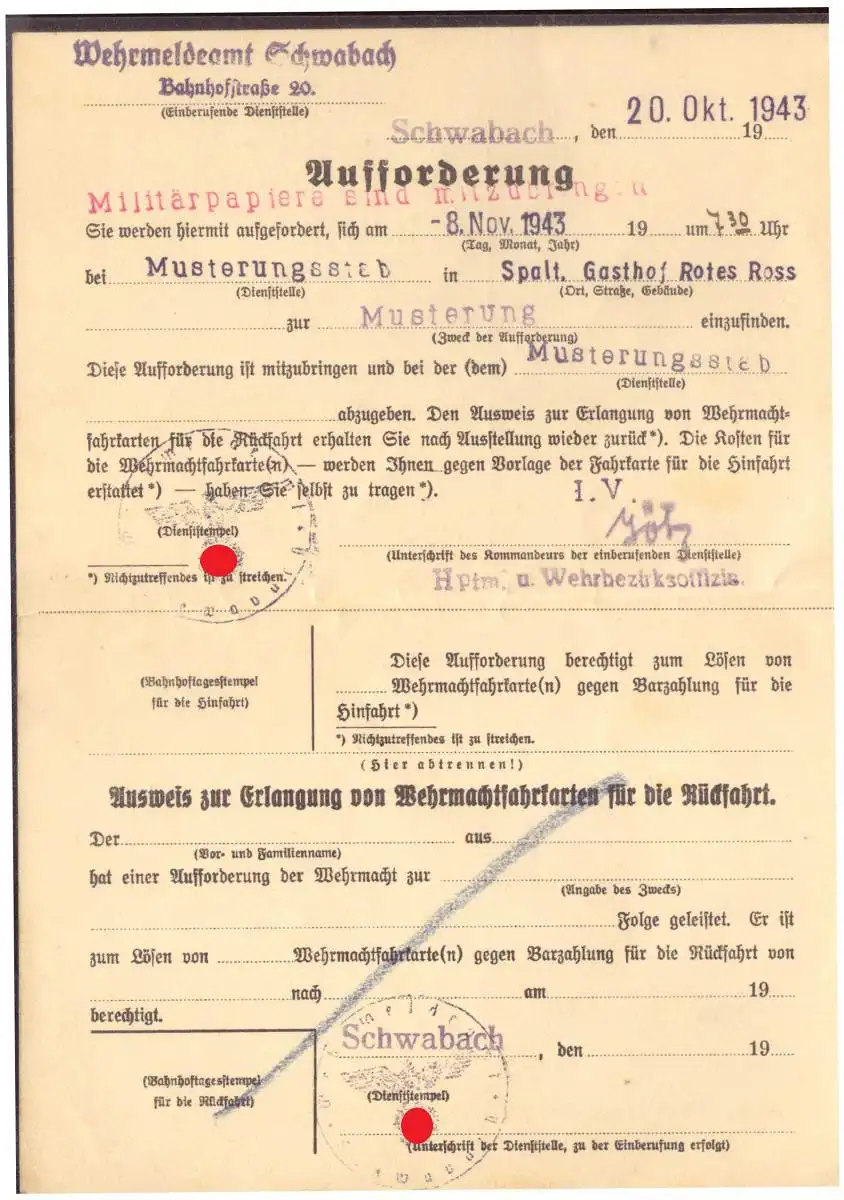 Wehrmeldeamt Schwabach
Bahnhofstraße 20.
(Einberufende Dienststelle)
20. Okt. 1943
Schwabach, den 19
Aufforderung
Militärpapiere sind mitzubringen
Sie werden hiermit aufgefordert, sich am -8. Nov. 1943 19 um 7 30 Uhr
(Tag, Monat, Jahr)
bei Musterungsstab in Spalt. Gasthof Rotes Ross
(Dienststelle) (Ort, Straße, Gebäude)
zur Musterung einzufinden.
(Zweck der Aufforderung)
Diese Aufforderung ist mitzubringen und bei der (dem) Musterungsstab
(Dienststelle)
abzugeben. Den Ausweis zur Erlangung von Wehrmacht-
fahrkarten für die Rückfahrt erhalten Sie nach Ausstellung wieder zurück*). Die Kosten für
die Wehrmachtfahrkarte(n) — werden Ihnen gegen Vorlage der Fahrkarte für die Hinfahrt
erstattet*) — haben Sie selbst zu tragen*).
I.V.
(Dienststempel)
(Unterschrift des Kommandeurs der einberufenden Dienststelle)
*) Nichtzutreffendes ist zu streichen.
Hptm. u. Wehrbezirksoffizis.
Diese Aufforderung berechtigt zum Lösen von
(Bahnhoftagesstempel
Wehrmachtfahrkarte(n) gegen Barzahlung für die
für die Hinfahrt)
Hinfahrt*)
*) Nichtzutreffendes ist zu streichen.
(Hier abtrennen!)
Ausweis zur Erlangung von Wehrmachtfahrkarten für die Rückfahrt.
Der aus
(Vor- und Familienname)
hat einer Aufforderung der Wehrmacht zur
(Angabe des Zwecks)
Folge geleistet. Er ist
zum Lösen von Wehrmachtfahrkarte(n) gegen Barzahlung für die Rückfahrt von
nach am 19
berechtigt.
Schwabach, den 19
(Bahnhoftagesstempel
für die Rückfahrt)
(Dienststempel)
(Unterschrift der Dienststelle, zu der Einberufung erfolgt)